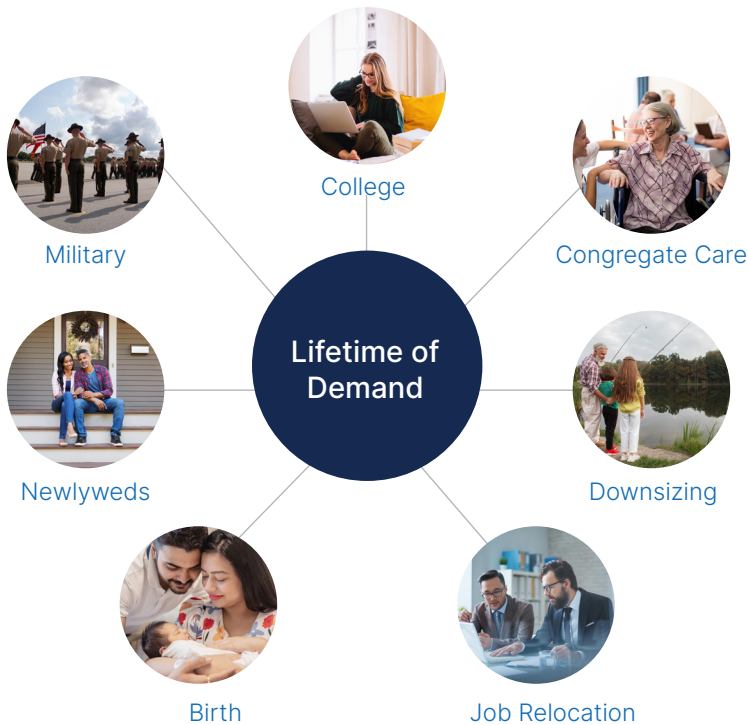 College
Military
Congregate Care
Lifetime of
Demand
Newlyweds
Downsizing
Birth
Job Relocation